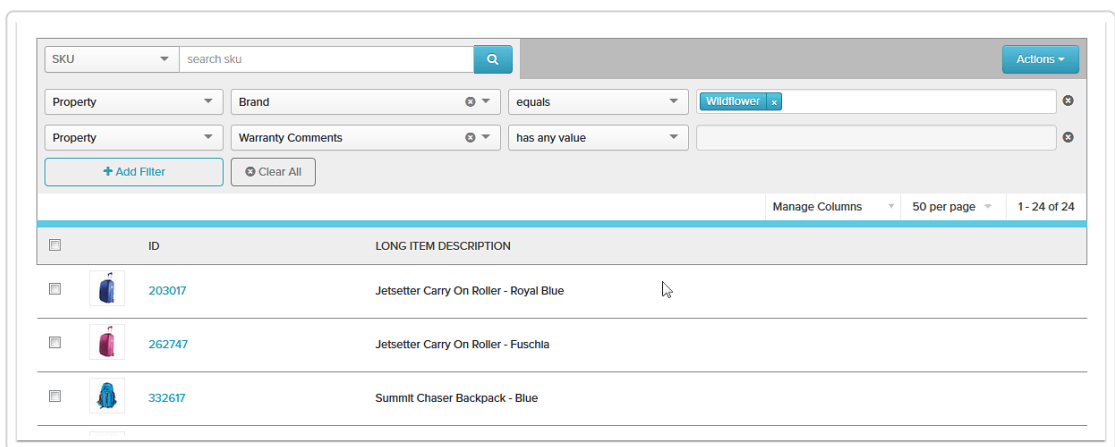 SKU search sku Actions
Property Brand equals Wildflower ×
Property Warranty Comments has any value
+ Add Filter Clear All
Manage Columns 50 per page 1 - 24 of 24
ID LONG ITEM DESCRIPTION
203017 Jetsetter Carry On Roller - Royal Blue
262747 Jetsetter Carry On Roller - Fuschia
332617 Summit Chaser Backpack - Blue